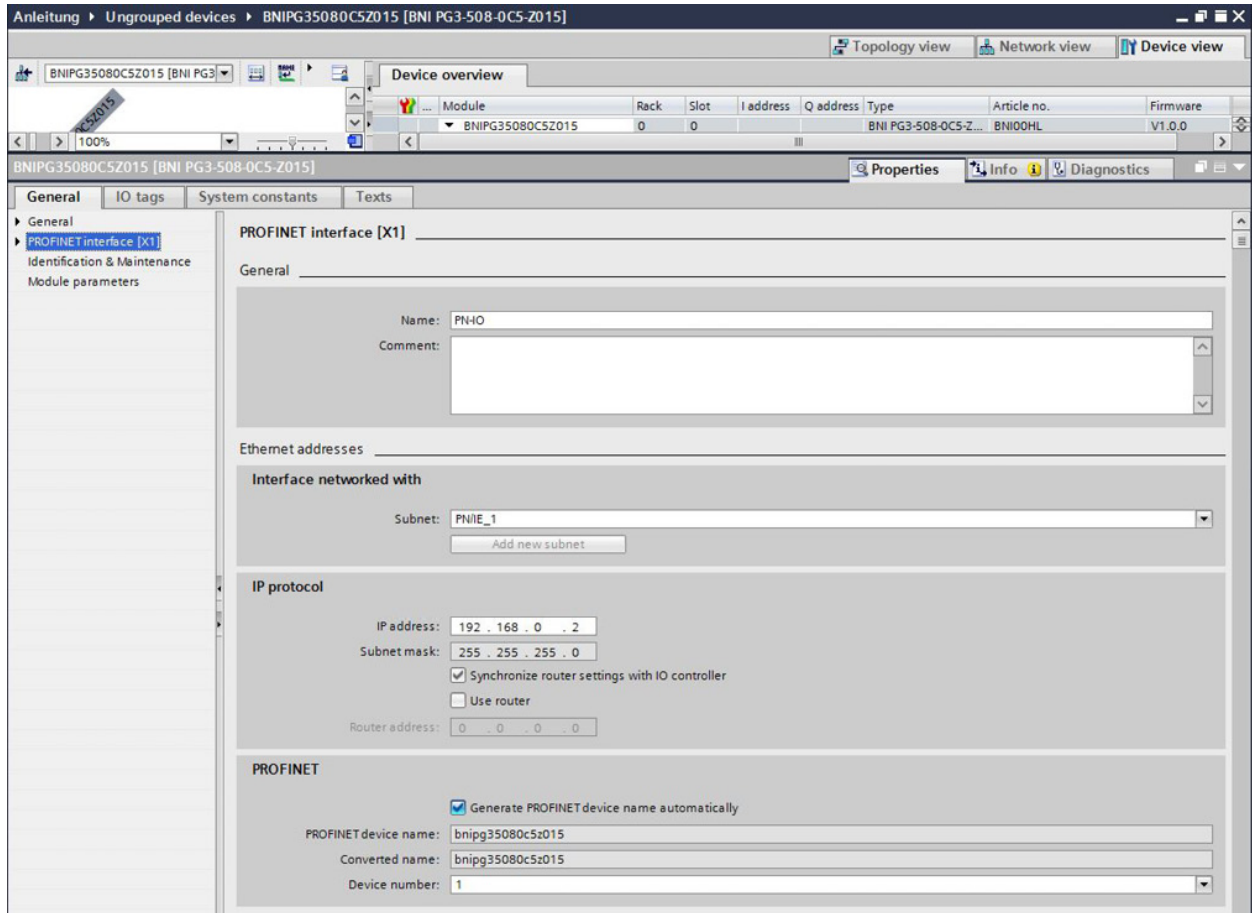 Anleitung ▸ Ungrouped devices ▸ BNIPG35080C5Z015 [BNI PG3-508-0C5-Z015]
Topology view Network view Device view
BNIPG35080C5Z015 [BNI PG3 Device overview
... Module Rack Slot I address Q address Type Article no. Firmware
BNIPG35080C5Z015 0 0 BNI PG3-508-0C5-Z... BNI00HL V1.0.0
100%
BNIPG35080C5Z015 [BNI PG3-508-0C5-Z015] Properties Info Diagnostics
General IO tags System constants Texts
General
PROFINET interface [X1]
Identification & Maintenance
Module parameters
PROFINET interface [X1]
General
Name: PN-IO
Comment:
Ethernet addresses
Interface networked with
Subnet: PN/IE_1
Add new subnet
IP protocol
IP address: 192 . 168 . 0 . 2
Subnet mask: 255 . 255 . 255 . 0
Synchronize router settings with IO controller
Use router
Router address: 0 . 0 . 0 . 0
PROFINET
Generate PROFINET device name automatically
PROFINET device name: bnipg35080c5z015
Converted name: bnipg35080c5z015
Device number: 1